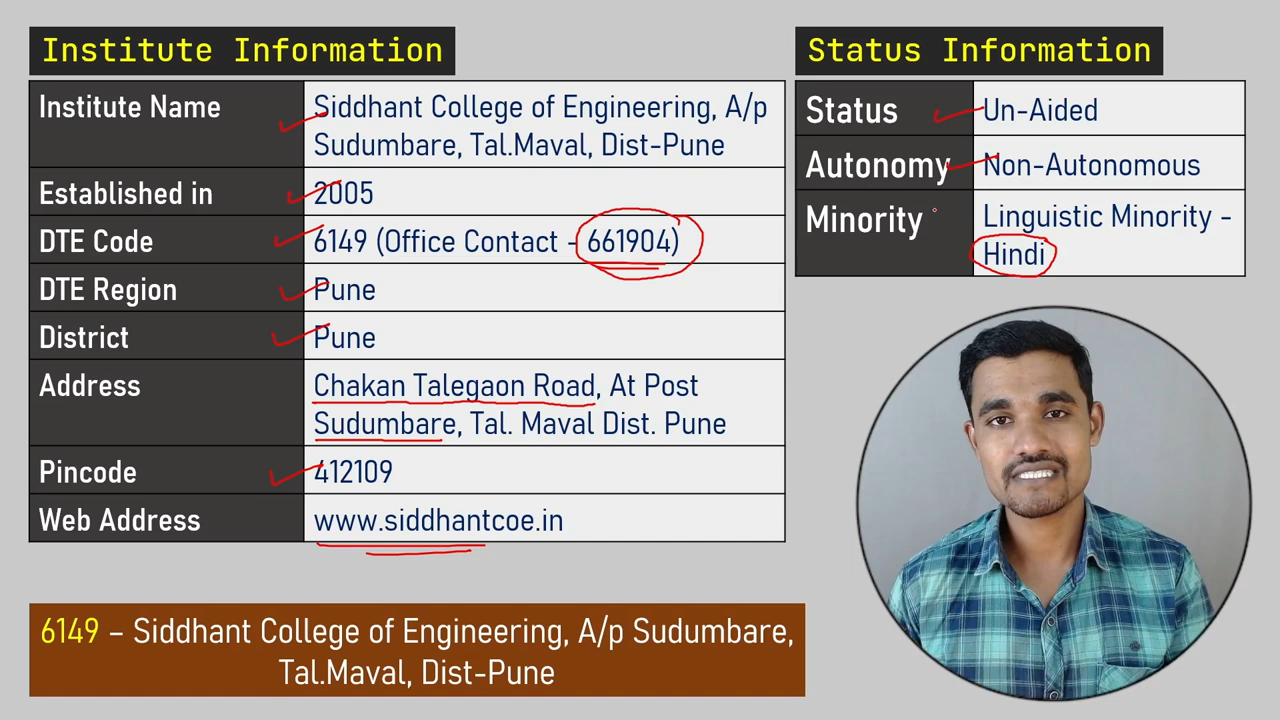 Institute Information
Institute Name
Siddhant College of Engineering, A/p
Sudumbare, Tal.Maval, Dist-Pune
Established in
2005
DTE Code
6149 (Office Contact - 661904)
DTE Region
Pune
District
Pune
Address
Chakan Talegaon Road, At Post
Sudumbare, Tal. Maval Dist. Pune
Pincode
412109
Web Address
www.siddhantcoe.in
Status Information
Status
Un-Aided
Autonomy
Non-Autonomous
Minority
Linguistic Minority -
Hindi
6149 – Siddhant College of Engineering, A/p Sudumbare,
Tal.Maval, Dist-Pune